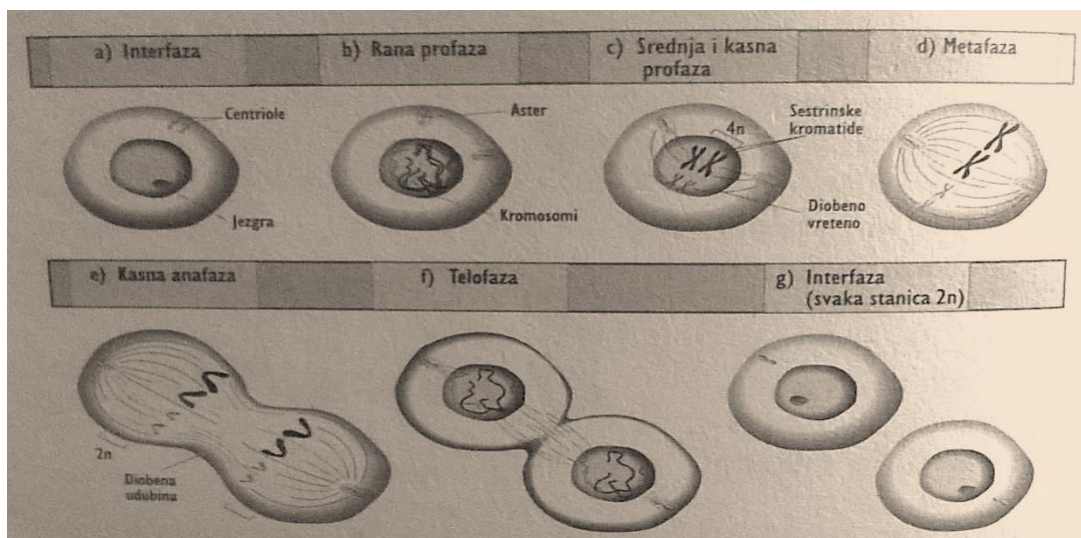 a) Interfaza
b) Rana profaza
c) Srednja i kasna
profaza
d) Metafaza
Centriole
Jezgra
Aster
Kromosomi
4n
Sestrinske
kromatide
Diobeno
vreteno
e) Kasna anafaza
f) Telofaza
g) Interfaza
(svaka stanica 2n)
2n
Diobena
udubina